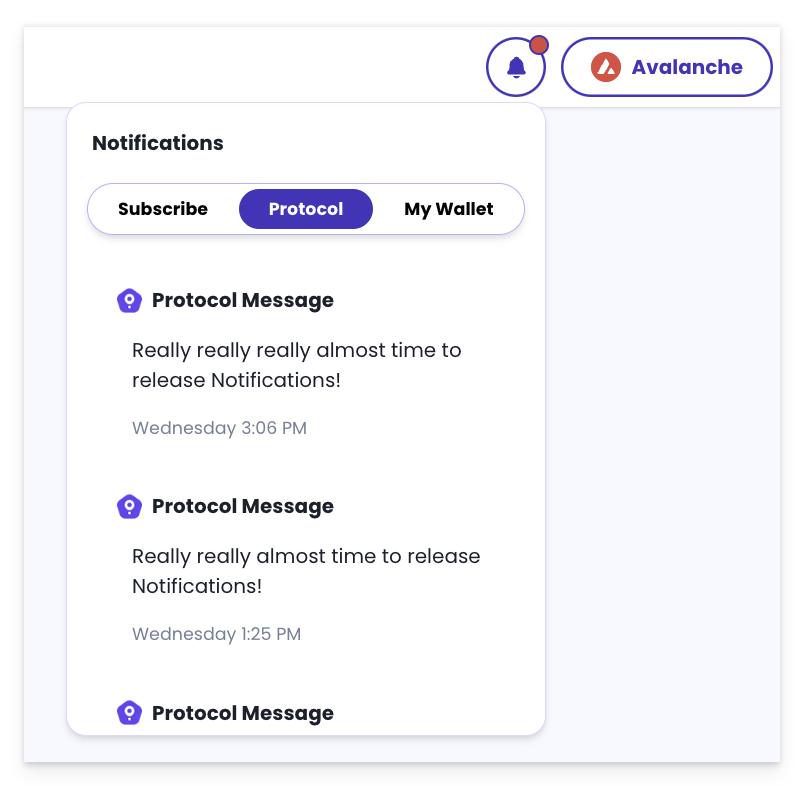 Avalanche
Notifications
Subscribe
Protocol
My Wallet
Protocol Message
Really really really almost time to
release Notifications!
Wednesday 3:06 PM
Protocol Message
Really really almost time to release
Notifications!
Wednesday 1:25 PM
Protocol Message